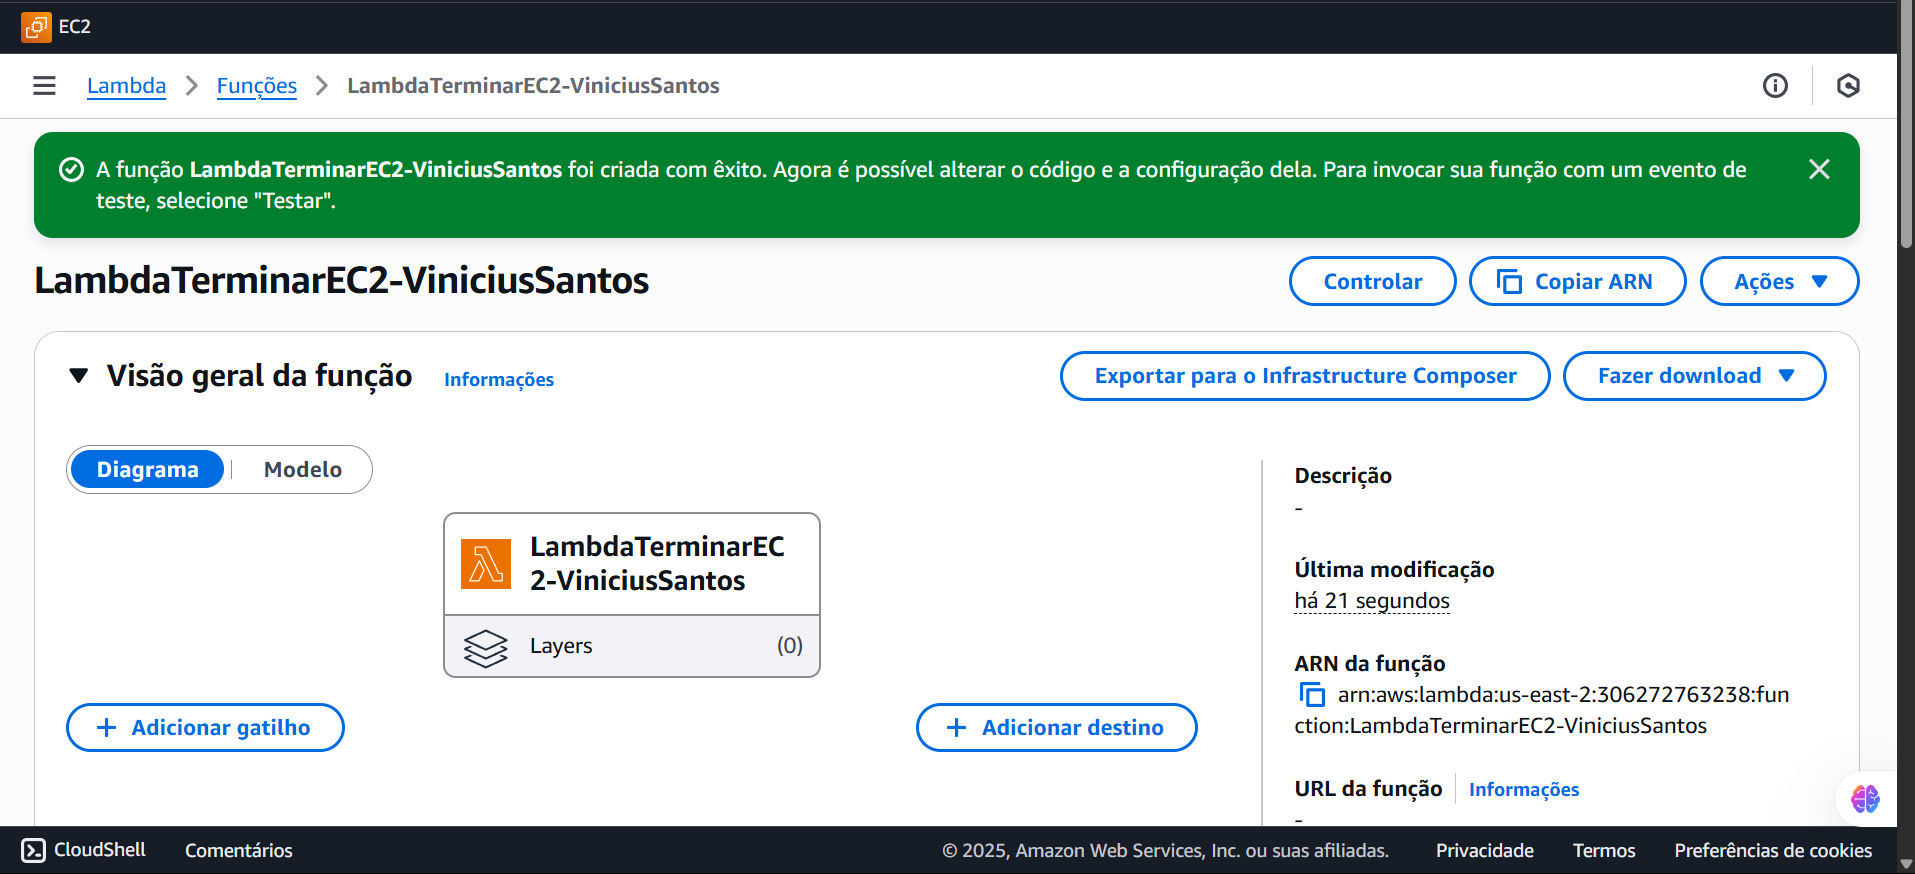 EC2
Lambda > Funções > LambdaTerminarEC2-ViniciusSantos
A função LambdaTerminarEC2-ViniciusSantos foi criada com êxito. Agora é possível alterar o código e a configuração dela. Para invocar sua função com um evento de
teste, selecione "Testar".
LambdaTerminarEC2-ViniciusSantos
Controlar
Copiar ARN
Ações
Visão geral da função
Informações
Exportar para o Infrastructure Composer
Fazer download
Diagrama
Modelo
LambdaTerminarEC
2-ViniciusSantos
Layers
(0)
Adicionar gatilho
Adicionar destino
Descrição
-
Última modificação
há 21 segundos
ARN da função
arn:aws:lambda:us-east-2:306272763238:fun
ction:LambdaTerminarEC2-ViniciusSantos
URL da função
Informações
-
CloudShell
Comentários
© 2025, Amazon Web Services, Inc. ou suas afiliadas.
Privacidade
Termos
Preferências de cookies